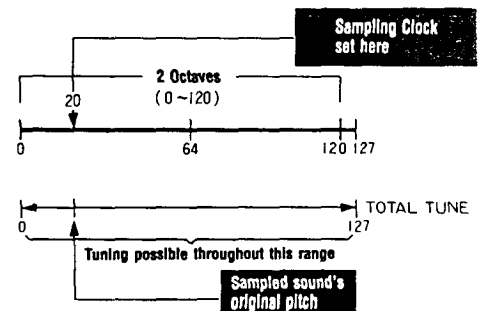 Sampling Clock
set here
2 Octaves
(0~120)
20
0
64
120 127
TOTAL TUNE
0
127
Tuning possible throughout this range
Sampled sound's
original pitch